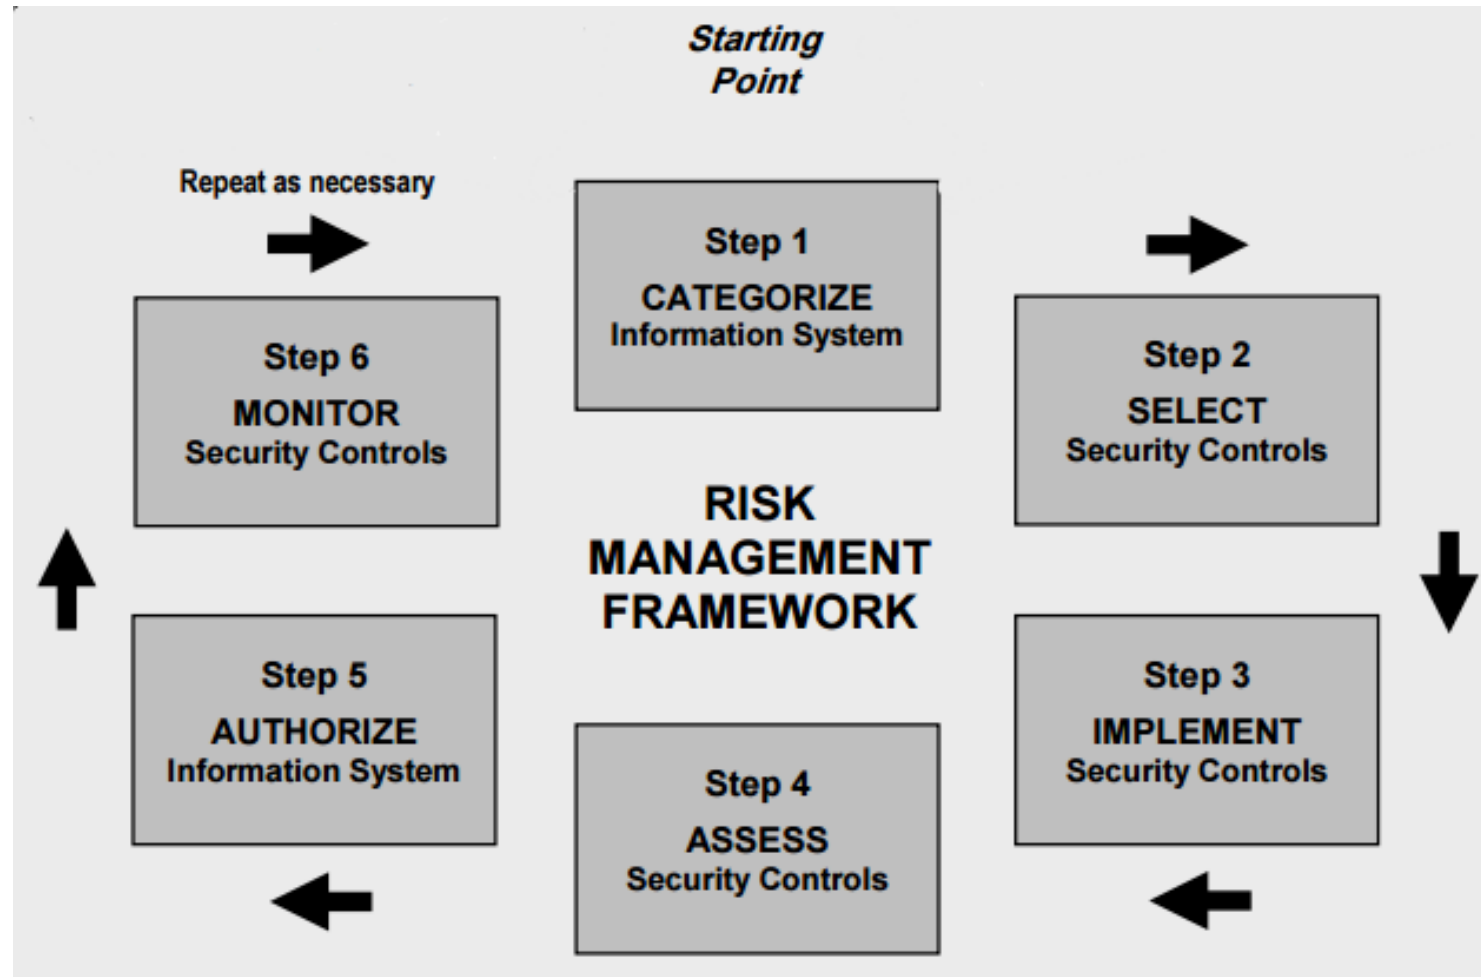 Starting
Point
Repeat as necessary
Step 1
CATEGORIZE
Information System
Step 2
SELECT
Security Controls
Step 3
IMPLEMENT
Security Controls
Step 4
ASSESS
Security Controls
Step 5
AUTHORIZE
Information System
Step 6
MONITOR
Security Controls
RISK
MANAGEMENT
FRAMEWORK